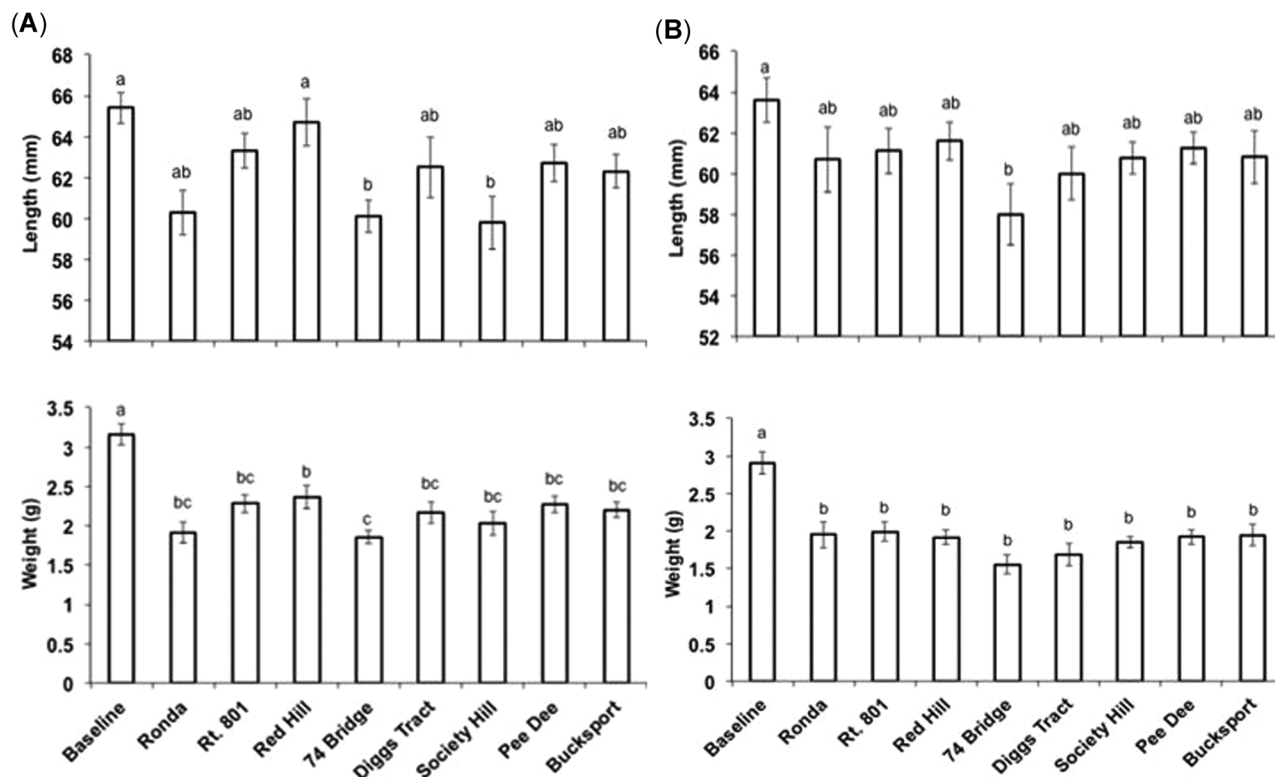 (A)
68
66
64
62
60
58
56
54
Length (mm)
a
ab
ab
a
b
ab
b
ab
ab
3.5
3
2.5
2
1.5
1
0.5
0
Weight (g)
a
bc
bc
b
c
bc
bc
bc
bc
Baseline
Ronda
Rt. 801
Red Hill
74 Bridge
Diggs Tract
Society Hill
Pee Dee
Bucksport
(B)
66
64
62
60
58
56
54
52
Length (mm)
a
ab
ab
ab
b
ab
ab
ab
ab
3.5
3
2.5
2
1.5
1
0.5
0
Weight (g)
a
b
b
b
b
b
b
b
b
Baseline
Ronda
Rt. 801
Red Hill
74 Bridge
Diggs Tract
Society Hill
Pee Dee
Bucksport